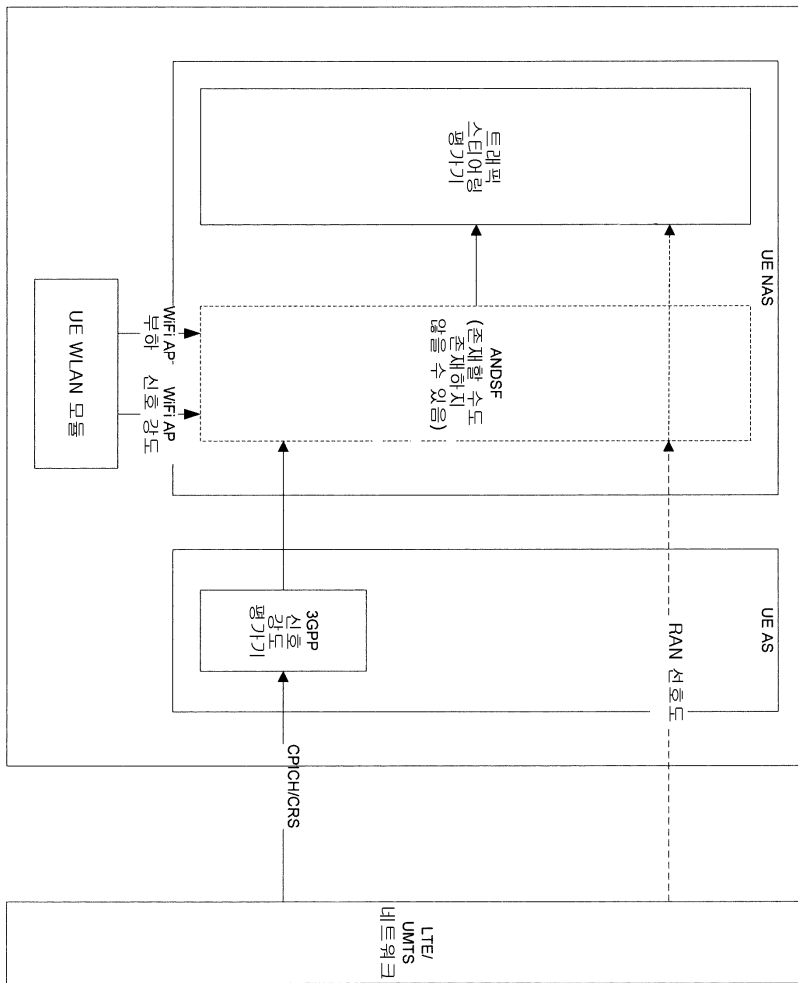 트래픽
스티어링
평가기
UE NAS
ANDSF
(존재할 수도
존재하지
않을 수 있음)
WiFi AP
부하
WiFi AP
신호 강도
UE WLAN 모듈
UE AS
3GPP
신호
강도
평가기
RAN 선호도
CPICH/CRS
LTE/
UMTS
네트워크